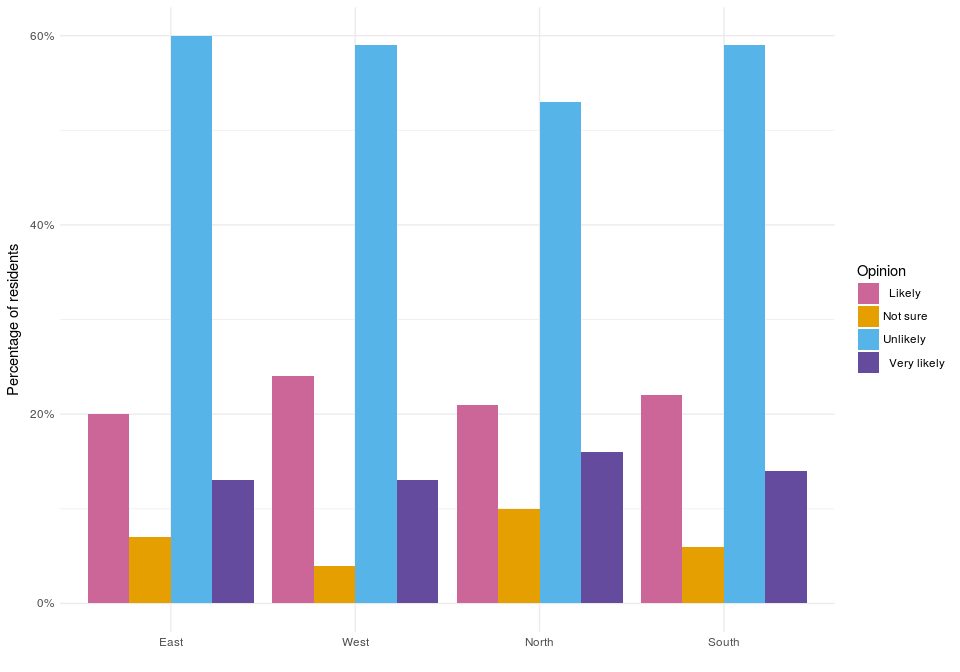 60%
40%
20%
0%
Percentage of residents
East West North South
Opinion
Likely
Not sure
Unlikely
Very likely